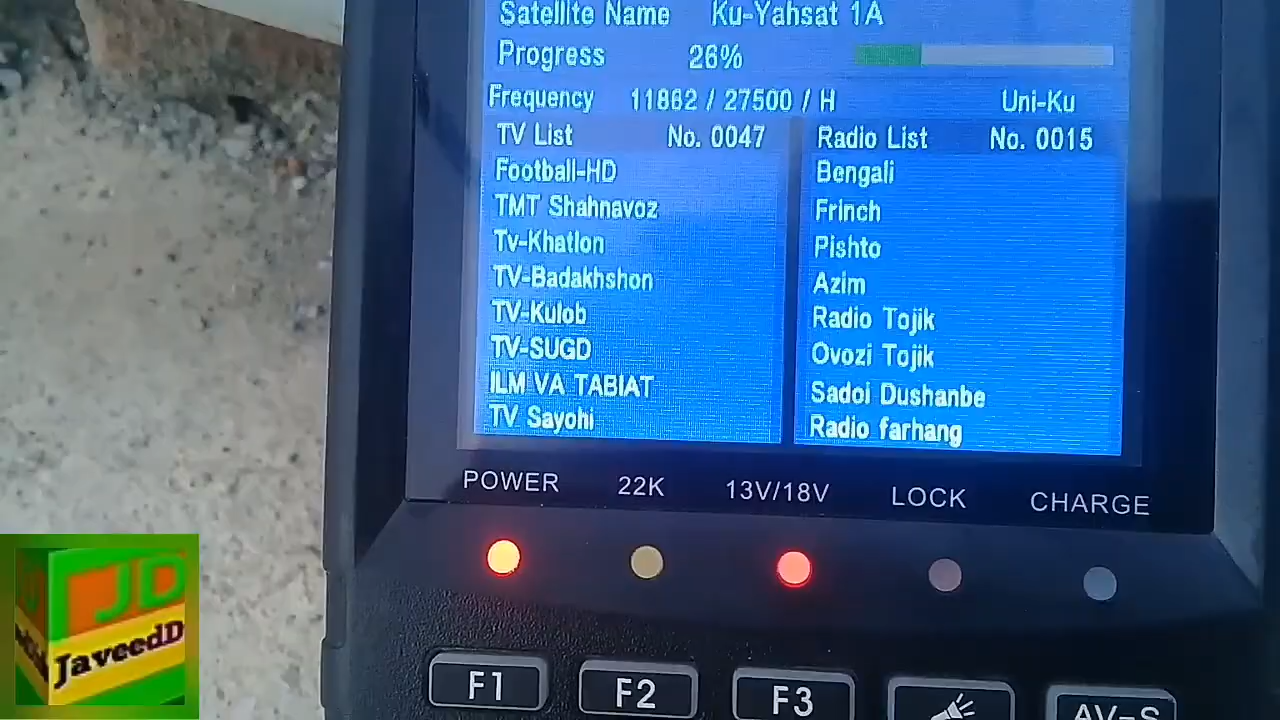 Satellite Name Ku-Yahsat 1A
Progress 26%
Frequency 11862 / 27500 / H Uni-Ku
TV List No. 0047 Radio List No. 0015
Football-HD Bengali
TMT Shahnavoz Frinch
Tv-Khatlon Pishto
TV-Badakhshon Azim
TV-Kulob Radio Tojik
TV-SUGD Ovozi Tojik
ILM VA TABIAT Sadoi Dushanbe
TV Sayohi Radio farhang
POWER 22K 13V/18V LOCK CHARGE
JD
JaveedD
F1 F2 F3 AV-S